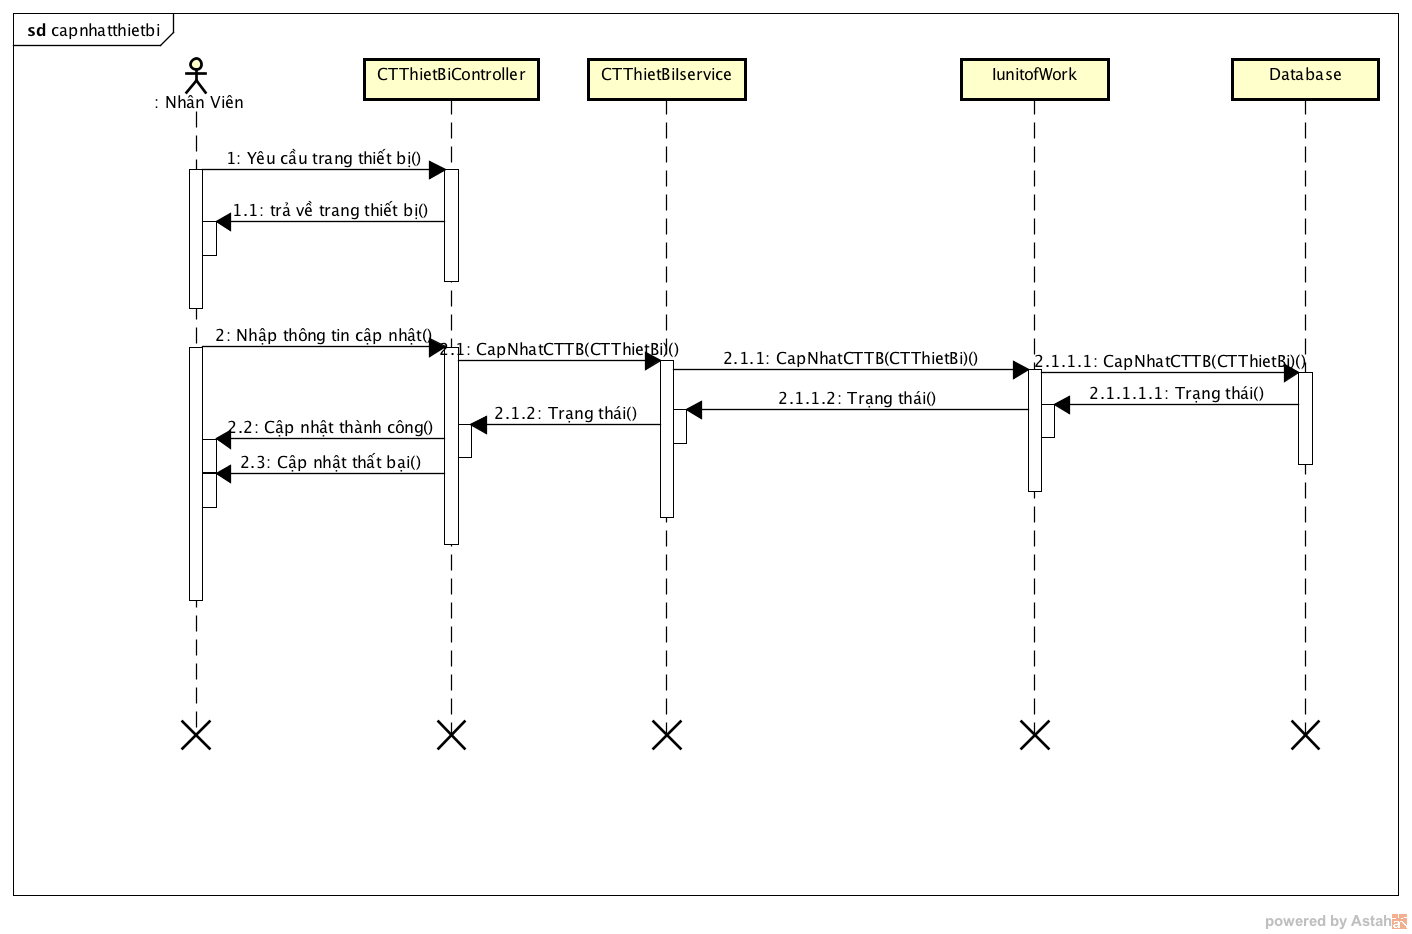 sd capnhatthietbi
: Nhân Viên
CTThietBiController
CTThietBiIservice
IunitofWork
Database
1: Yêu cầu trang thiết bị()
1.1: trả về trang thiết bị()
2: Nhập thông tin cập nhật()
2.1: CapNhatCTTB(CTThietBi)()
2.1.1: CapNhatCTTB(CTThietBi)()
2.1.1.1: CapNhatCTTB(CTThietBi)()
2.1.1.1.1: Trạng thái()
2.1.1.2: Trạng thái()
2.1.2: Trạng thái()
2.2: Cập nhật thành công()
2.3: Cập nhật thất bại()
powered by Astah